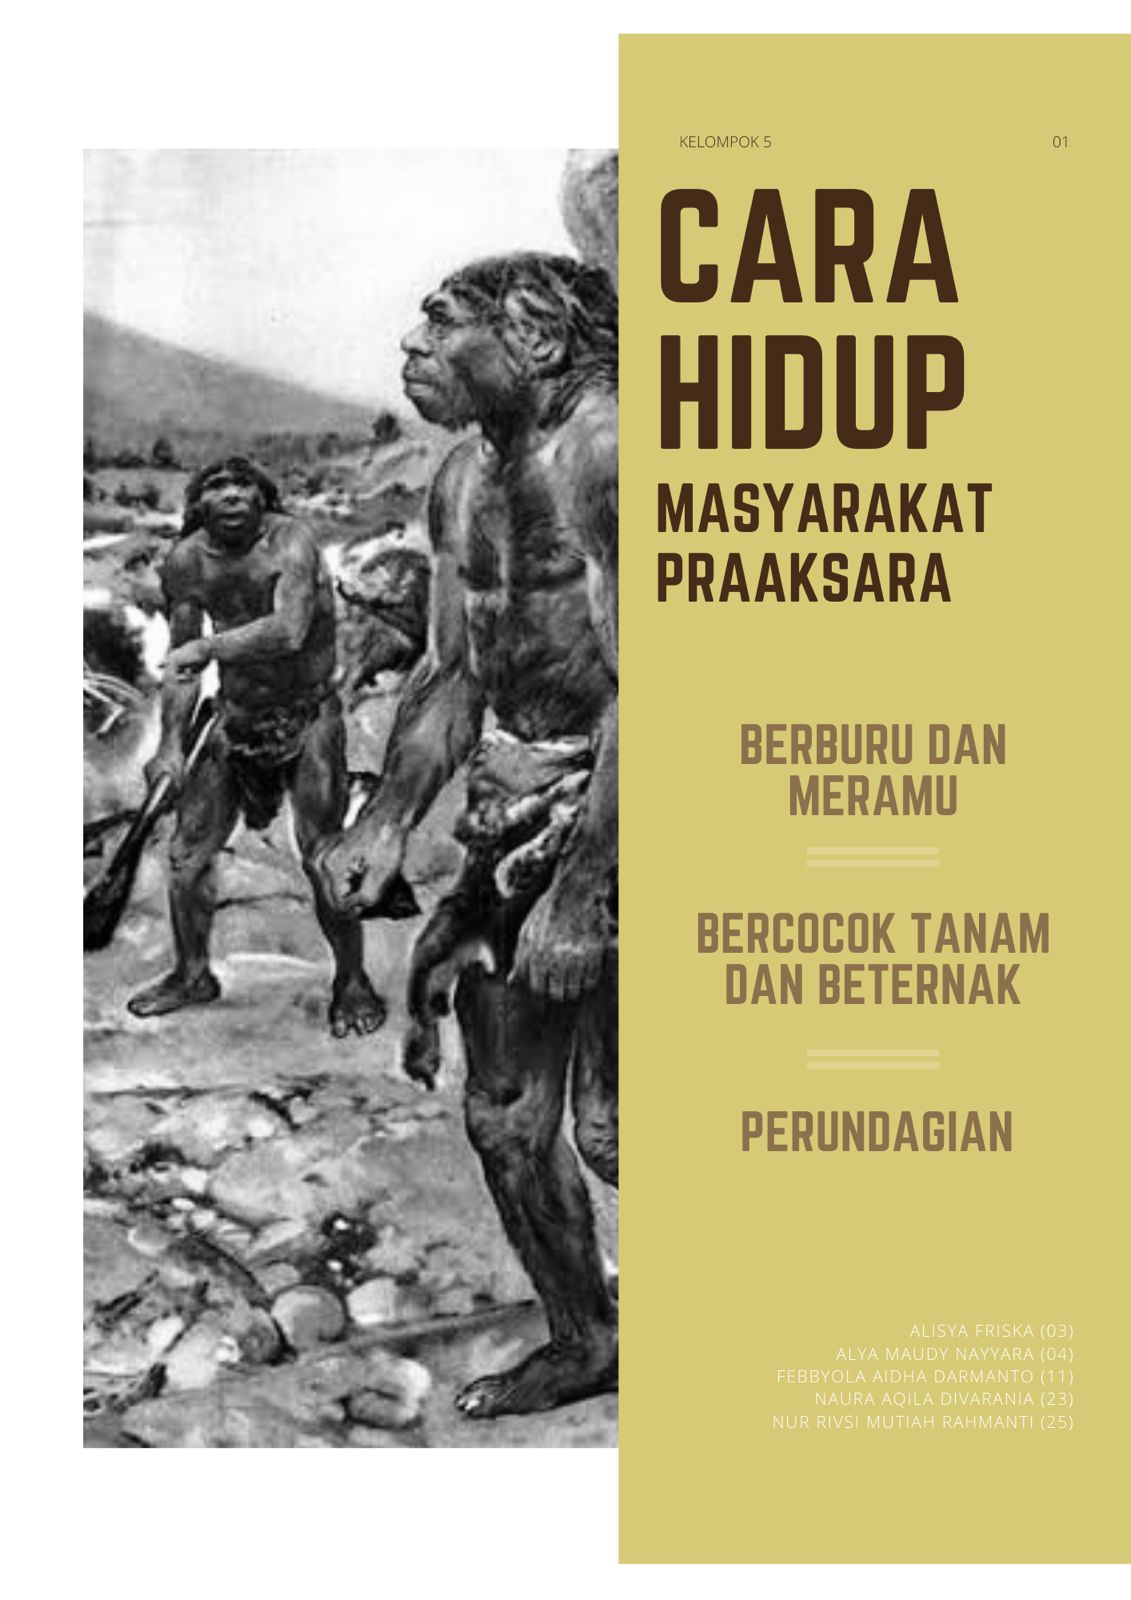 KELOMPOK 5 01
CARA
HIDUP
MASYARAKAT
PRAAKSARA
BERBURU DAN
MERAMU
BERCOCOK TANAM
DAN BETERNAK
PERUNDAGIAN
ALISYA FRISKA (03)
ALYA MAUDY NAYYARA (04)
FEBBYOLA AIDHA DARMANTO (11)
NAURA AQILA DIVARANIA (23)
NUR RIVSI MUTIAH RAHMANTI (25)